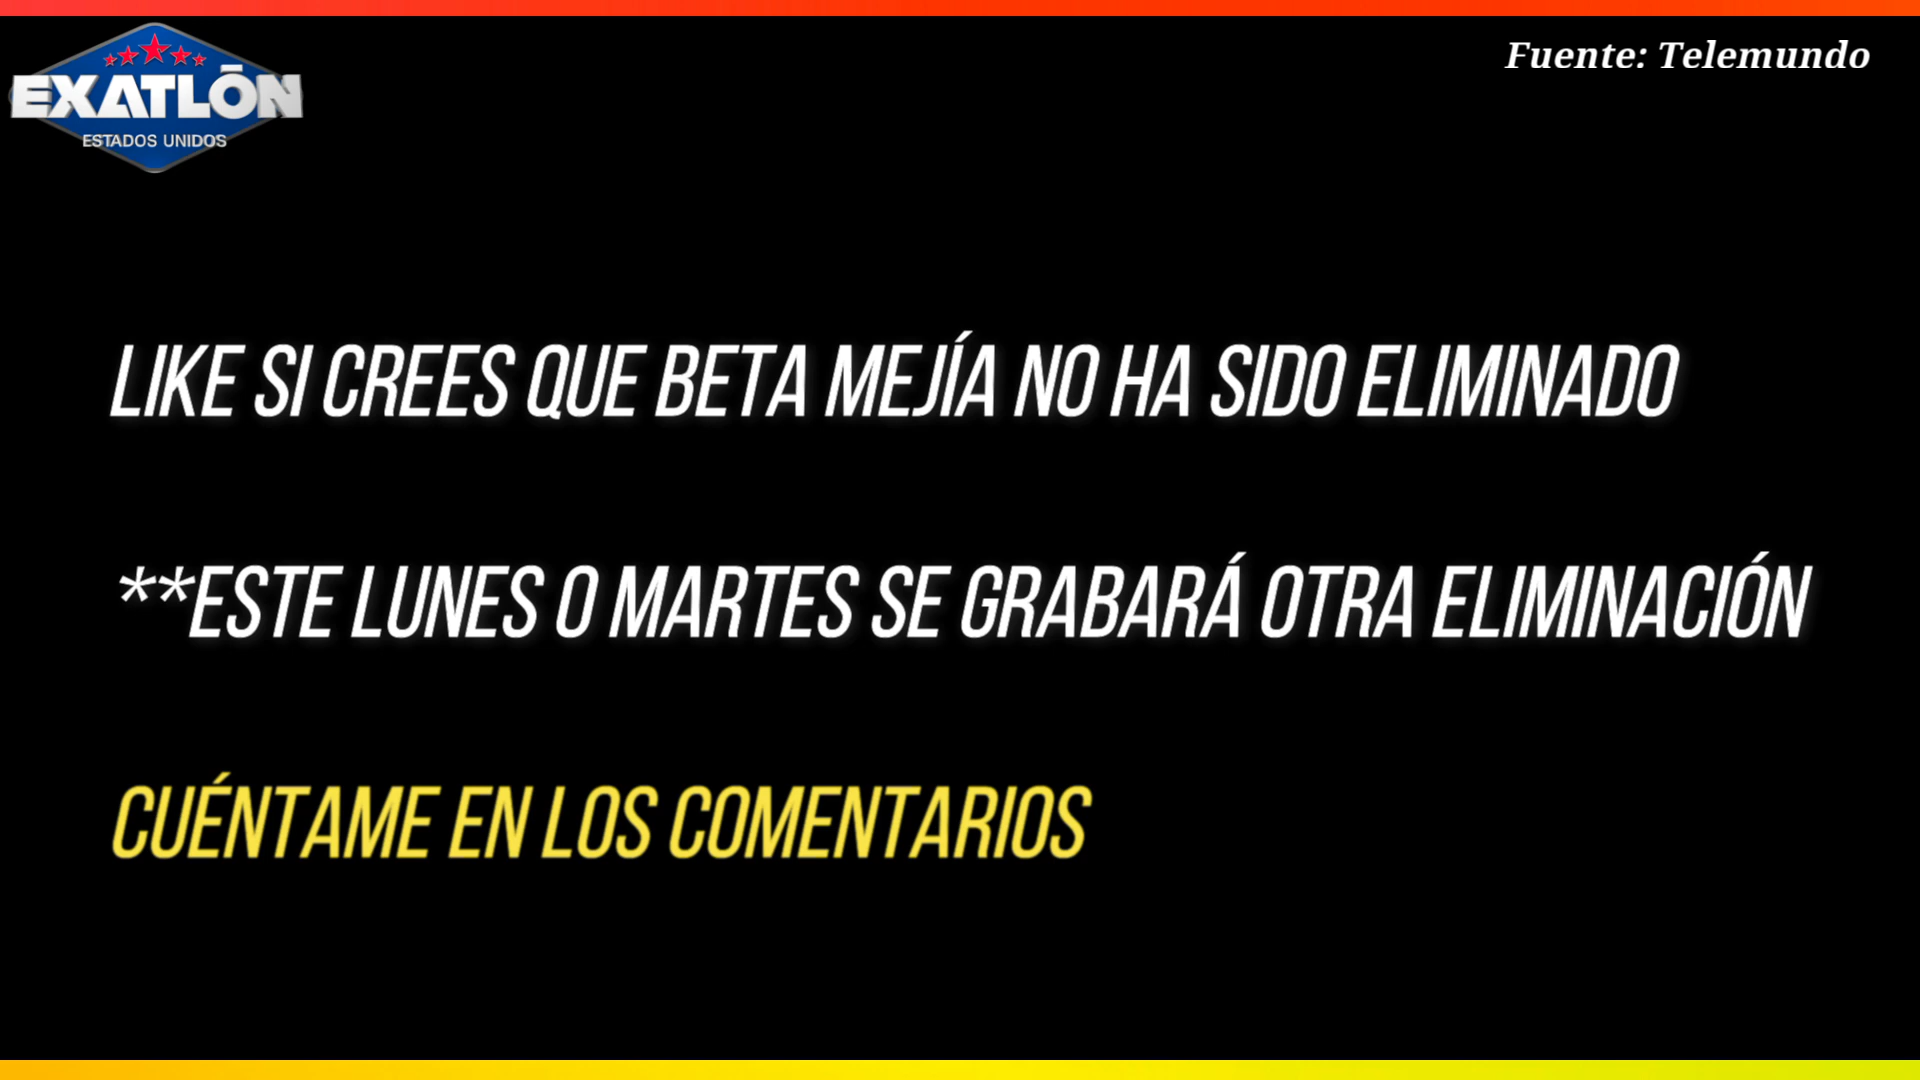 EXATLŌN
ESTADOS UNIDOS
Fuente: Telemundo
LIKE SI CREES QUE BETA MEJÍA NO HA SIDO ELIMINADO
**ESTE LUNES O MARTES SE GRABARÁ OTRA ELIMINACIÓN
CUÉNTAME EN LOS COMENTARIOS